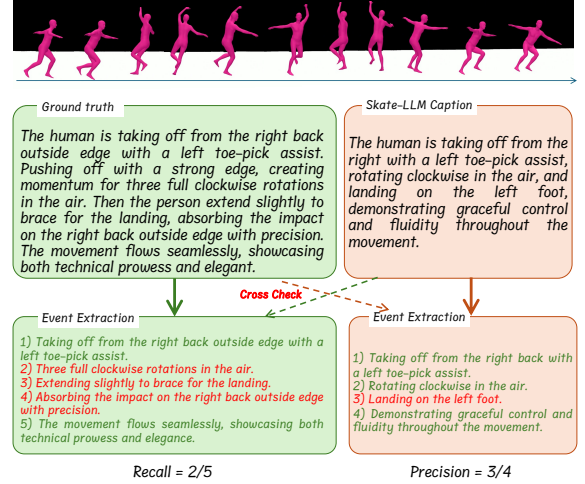 Ground truth
The human is taking off from the right back
outside edge with a left toe-pick assist.
Pushing off with a strong edge, creating
momentum for three full clockwise rotations
in the air. Then the person extend slightly to
brace for the landing, absorbing the impact
on the right back outside edge with precision.
The movement flows seamlessly, showcasing
both technical prowess and elegant.
Skate-LLM Caption
The human is taking off from the
right with a left toe-pick assist,
rotating clockwise in the air, and
landing on the left foot,
demonstrating graceful control
and fluidity throughout the
movement.
Cross Check
Event Extraction
1) Taking off from the right back outside edge with a
left toe-pick assist.
2) Three full clockwise rotations in the air.
3) Extending slightly to brace for the landing.
4) Absorbing the impact on the right back outside edge
with precision.
5) The movement flows seamlessly, showcasing both
technical prowess and elegance.
Event Extraction
1) Taking off from the right back with
a left toe-pick assist.
2) Rotating clockwise in the air.
3) Landing on the left foot.
4) Demonstrating graceful control and
fluidity throughout the movement.
Recall = 2/5
Precision = 3/4